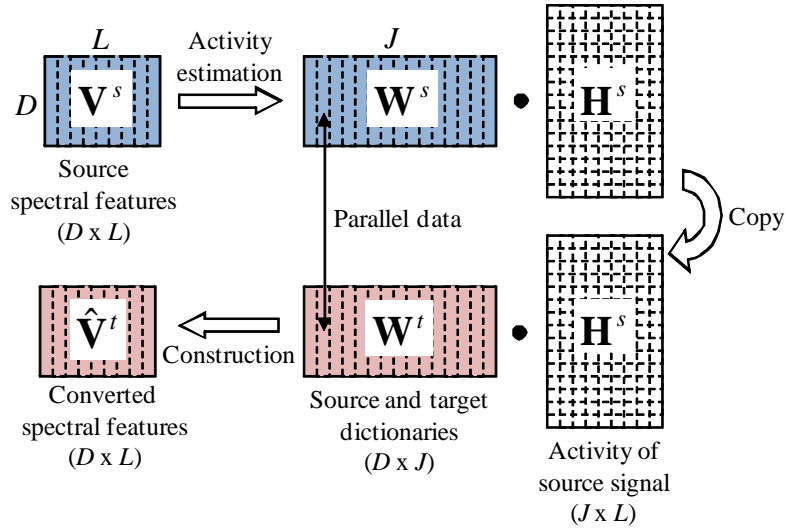 L
Activity
estimation
J
D
V^s
W^s
•
H^s
Source
spectral features
(D x L)
Parallel data
Copy
V̂^t
Construction
W^t
•
H^s
Converted
spectral features
(D x L)
Source and target
dictionaries
(D x J)
Activity of
source signal
(J x L)